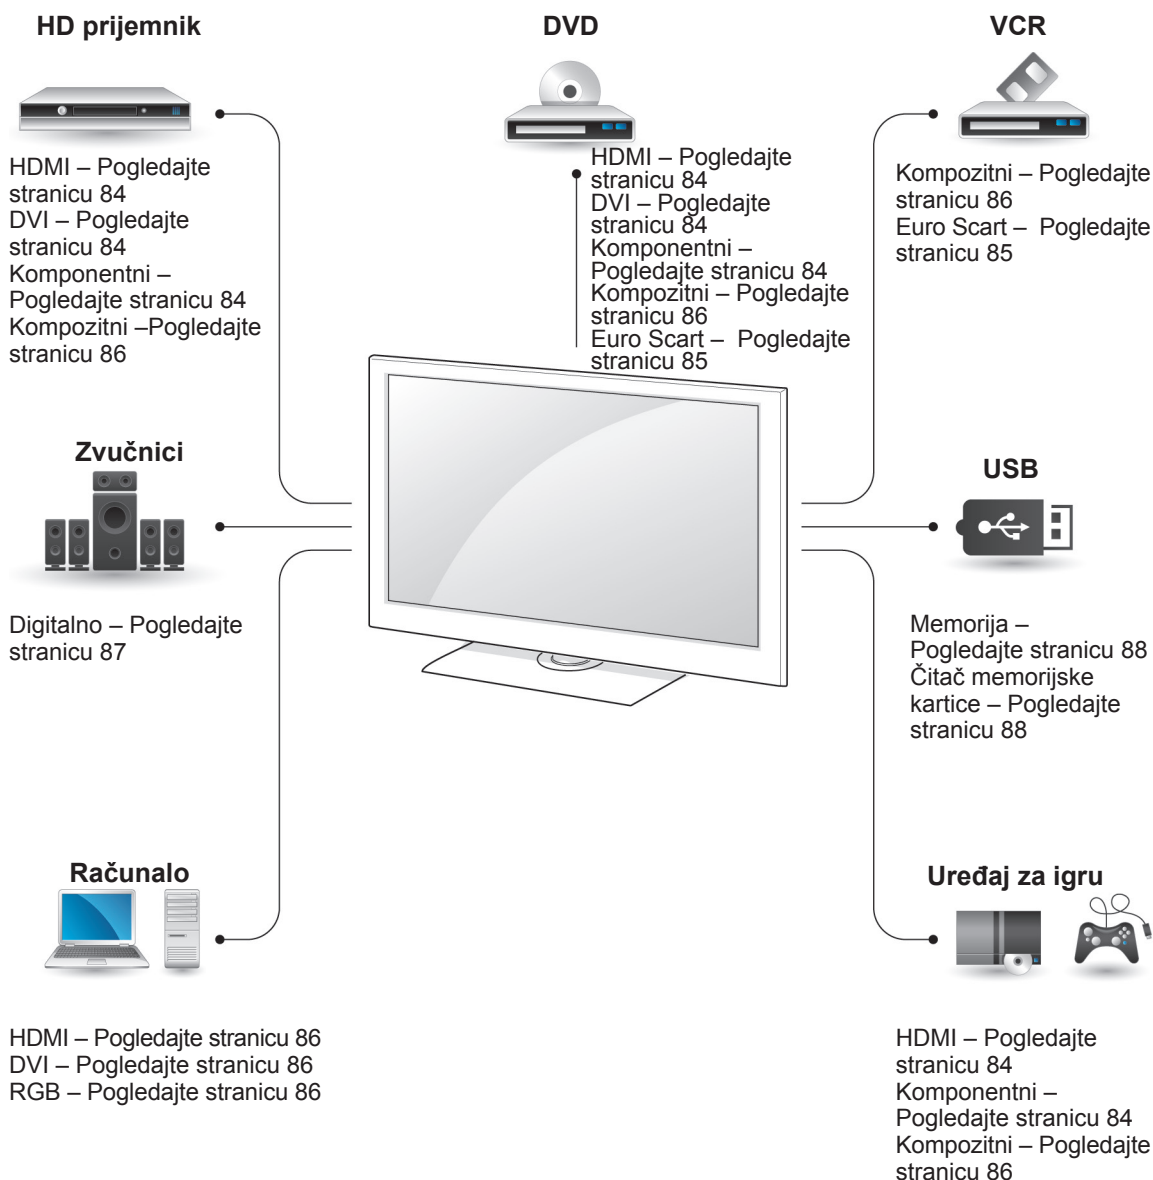 HD prijemnik
HDMI – Pogledajte
stranicu 84
DVI – Pogledajte
stranicu 84
Komponentni –
Pogledajte stranicu 84
Kompozitni –Pogledajte
stranicu 86
DVD
HDMI – Pogledajte
stranicu 84
DVI – Pogledajte
stranicu 84
Komponentni –
Pogledajte stranicu 84
Kompozitni – Pogledajte
stranicu 86
Euro Scart –  Pogledajte
stranicu 85
VCR
Kompozitni – Pogledajte
stranicu 86
Euro Scart –  Pogledajte
stranicu 85
Zvučnici
Digitalno – Pogledajte
stranicu 87
USB
Memorija –
Pogledajte stranicu 88
Čitač memorijske
kartice – Pogledajte
stranicu 88
Računalo
HDMI – Pogledajte stranicu 86
DVI – Pogledajte stranicu 86
RGB – Pogledajte stranicu 86
Uređaj za igru
HDMI – Pogledajte
stranicu 84
Komponentni –
Pogledajte stranicu 84
Kompozitni – Pogledajte
stranicu 86